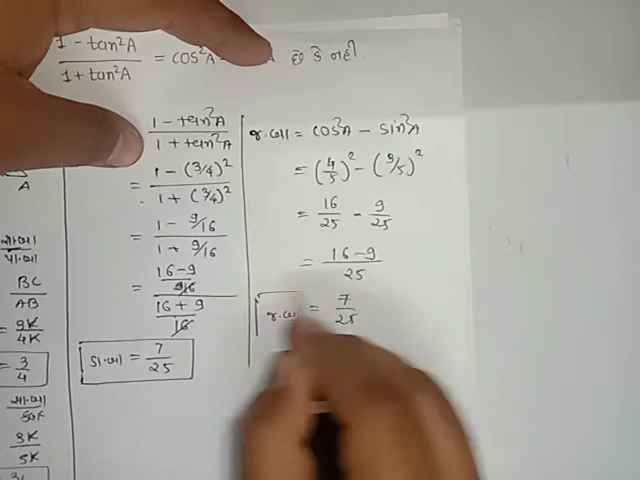 1 - tan²A / 1 + tan²A = cos²A - A છે કે નહી.
A
સા.બા
પા.બા
BC / AB
= 3K / 4K
= 3 / 4
સા.બા
3K / 5K
1 - tan²A / 1 + tan²A
= 1 - (3/4)² / 1 + (3/4)²
= 1 - 9/16 / 1 + 9/16
= 16-9 / 16 / 16+9 / 16
ડા.બા = 7 / 25
જ.બા = cos²A - sin²A
= (4/5)² - (3/5)²
= 16 / 25 - 9 / 25
= 16-9 / 25
જ.બા = 7 / 25